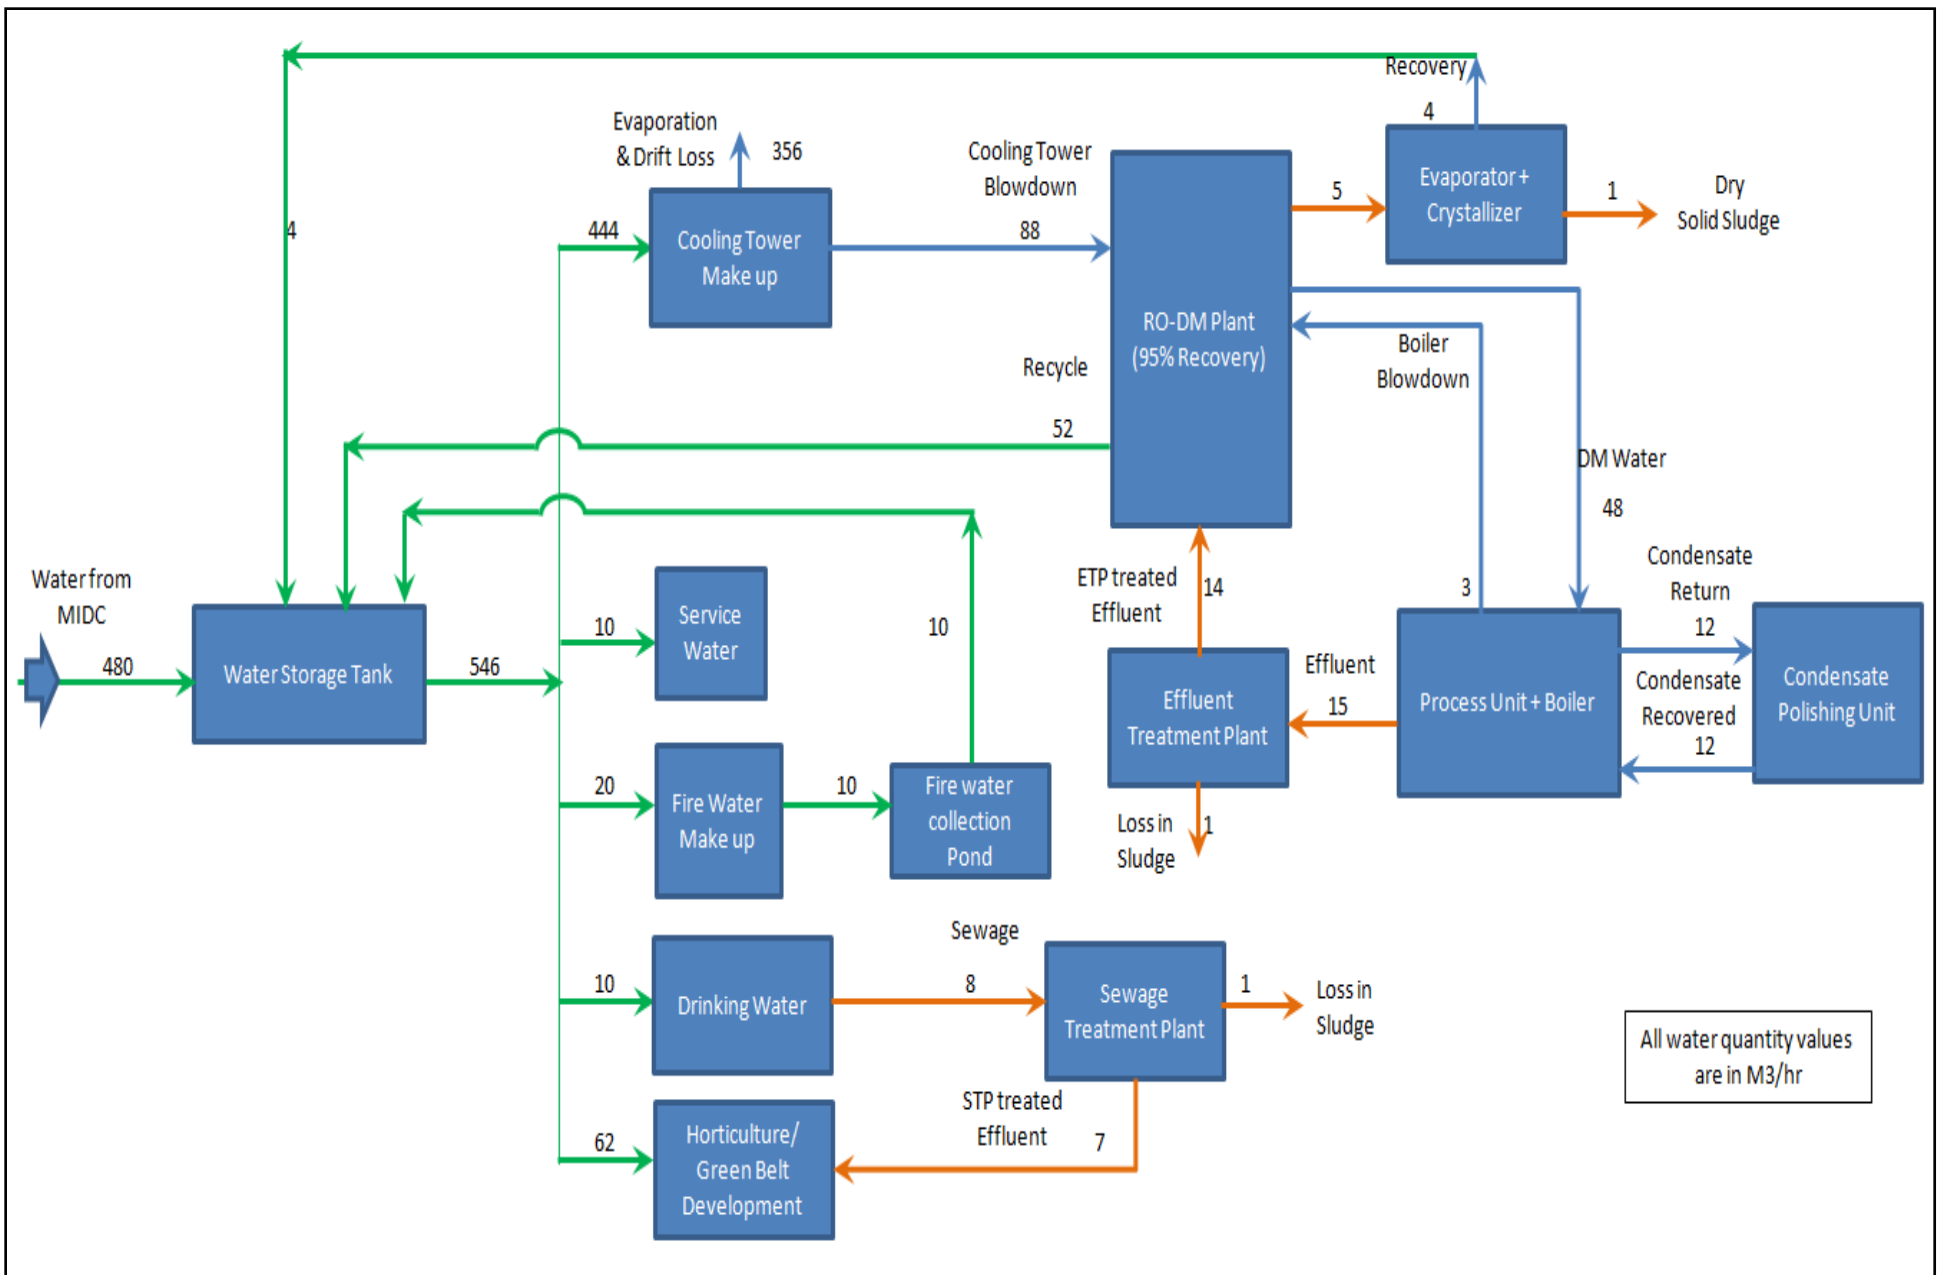 Recovery
4
Evaporation
& Drift Loss
356
Cooling Tower
Blowdown
88
5
Evaporator +
Crystallizer
1
Dry
Solid Sludge
4
444
Cooling Tower
Make up
RO-DM Plant
(95% Recovery)
Boiler
Blowdown
Recycle
52
DM Water
48
Water from
MIDC
480
Water Storage Tank
546
10
Service
Water
10
ETP treated
Effluent
14
3
Condensate
Return
12
Condensate
Recovered
12
Condensate
Polishing Unit
Effluent
15
Process Unit + Boiler
Effluent
Treatment Plant
Loss in
Sludge
1
20
Fire Water
Make up
10
Fire water
collection
Pond
10
Drinking Water
Sewage
8
Sewage
Treatment Plant
1
Loss in
Sludge
62
Horticulture/
Green Belt
Development
STP treated
Effluent
7
All water quantity values
are in M3/hr